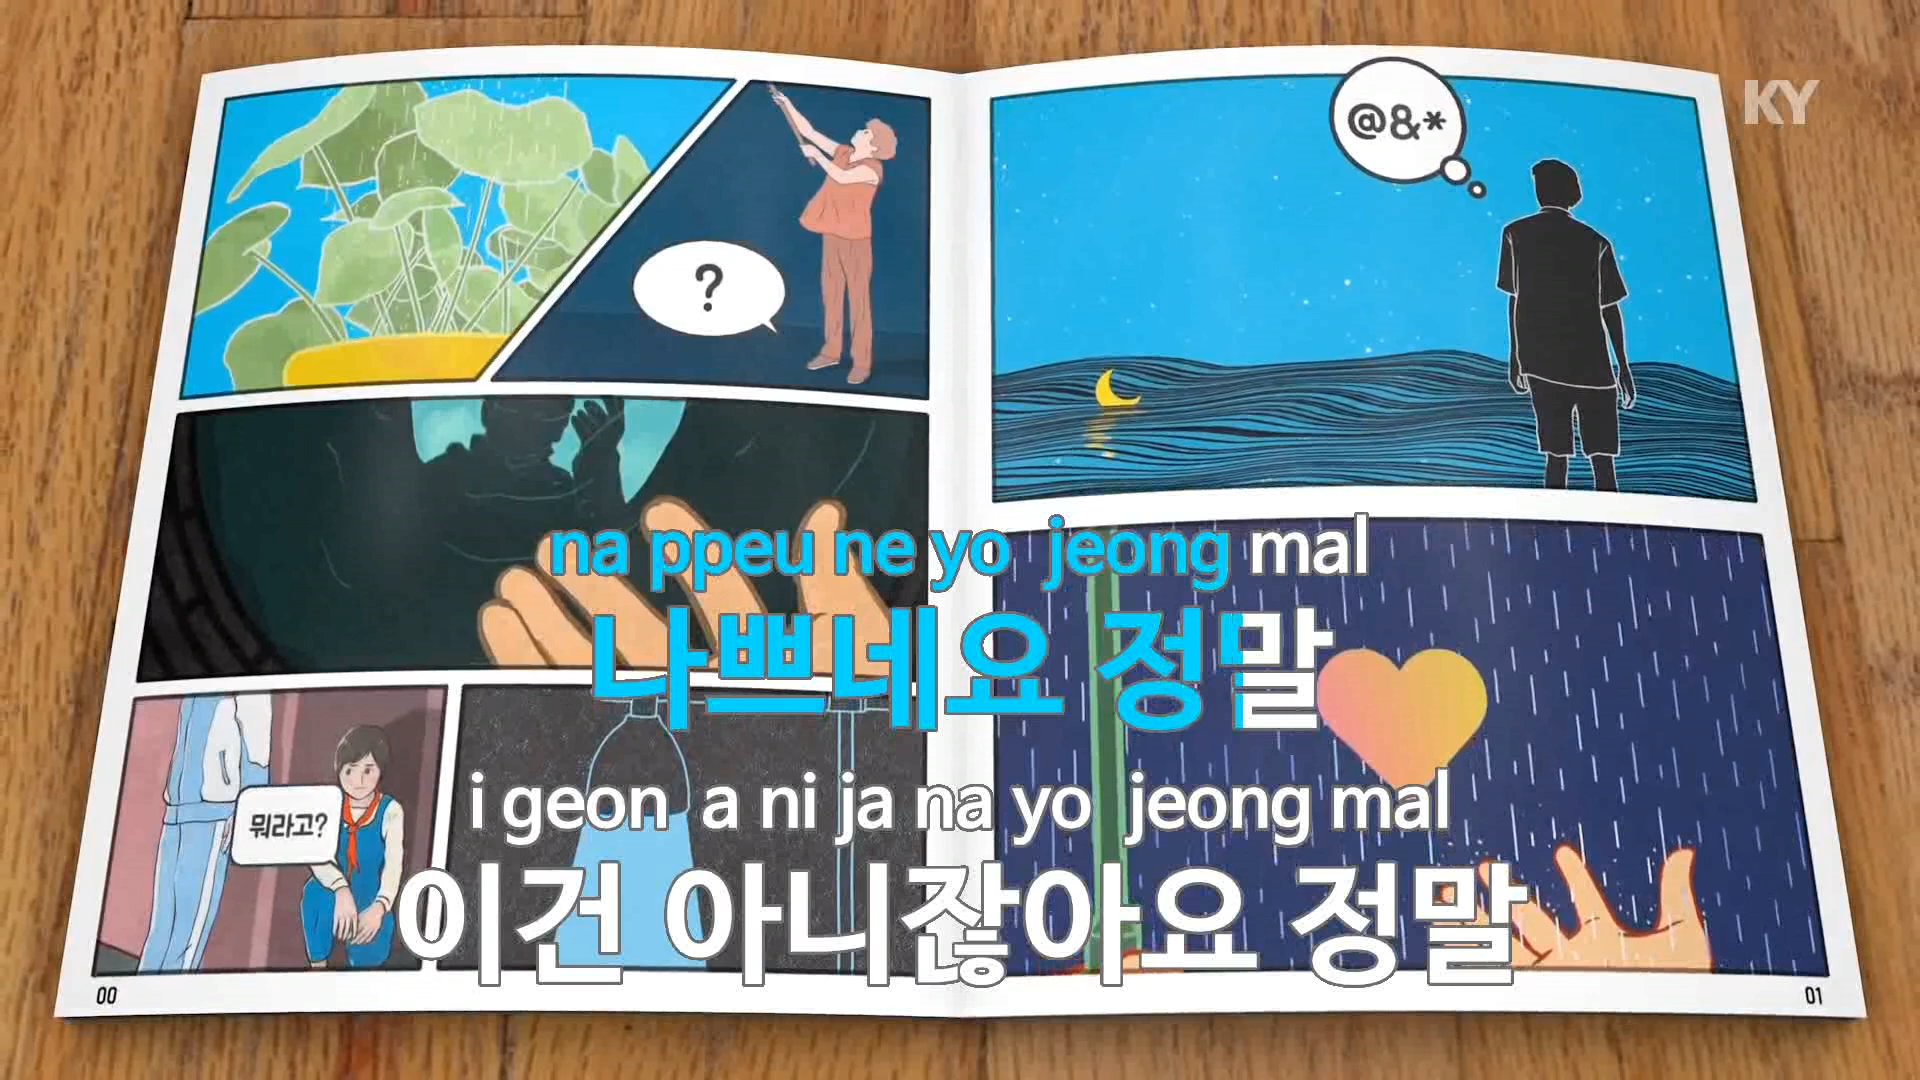 KY
@&*
?
na ppeu ne yo jeong mal
나쁘네요 정말
i geon a ni ja na yo jeong mal
이건 아니잖아요 정말
뭐라고?
00
01